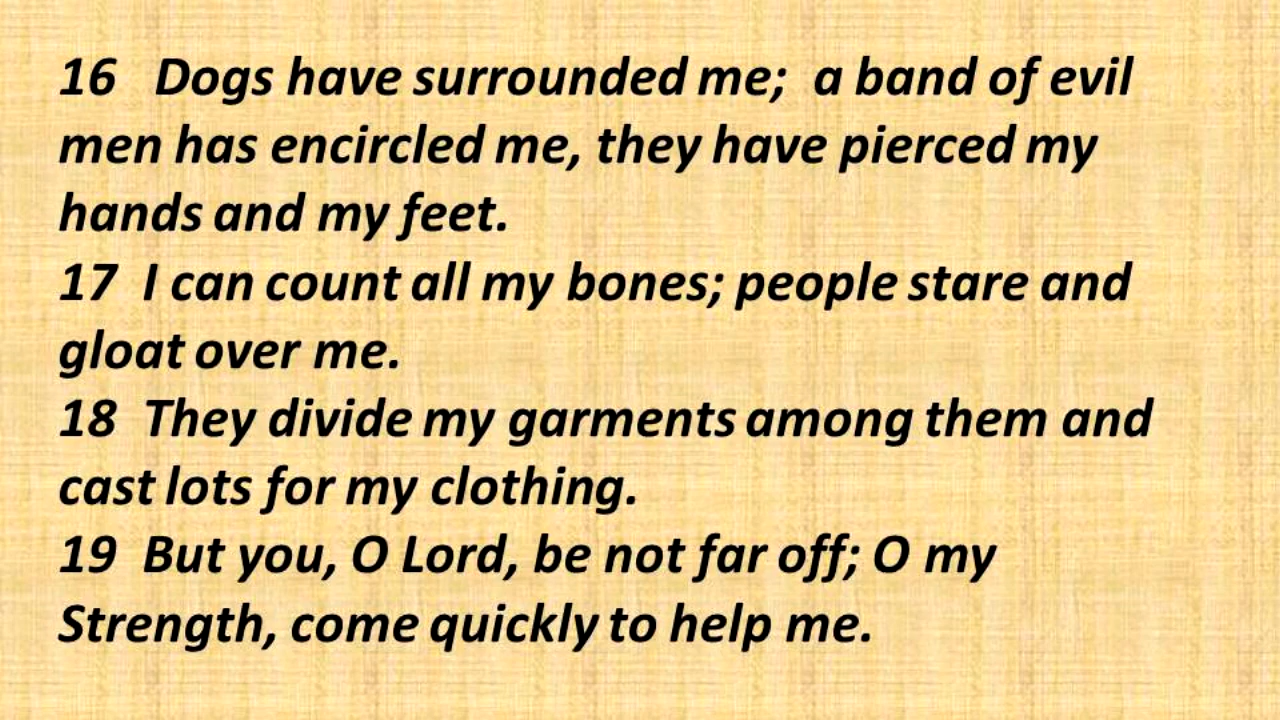 16 Dogs have surrounded me; a band of evil
men has encircled me, they have pierced my
hands and my feet.
17 I can count all my bones; people stare and
gloat over me.
18 They divide my garments among them and
cast lots for my clothing.
19 But you, O Lord, be not far off; O my
Strength, come quickly to help me.